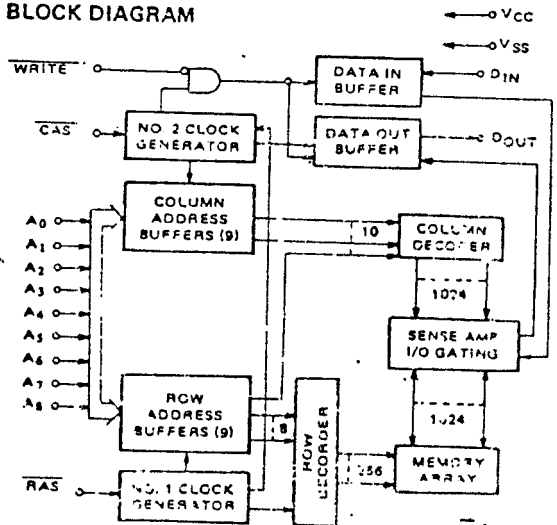 BLOCK DIAGRAM
VCC
VSS
WRITE
DATA IN
BUFFER
DIN
CAS
NO. 2 CLOCK
GENERATOR
DATA OUT
BUFFER
DOUT
COLUMN
ADDRESS
BUFFERS (9)
A0
A1
A2
A3
A4
A5
A6
A7
A8
10
COLUMN
DECODER
1024
SENSE AMP
I/O GATING
1024
ROW
ADDRESS
BUFFERS (9)
8
ROW
DECORDER
256
MEMORY
ARRAY
RAS
NO. 1 CLOCK
GENERATOR